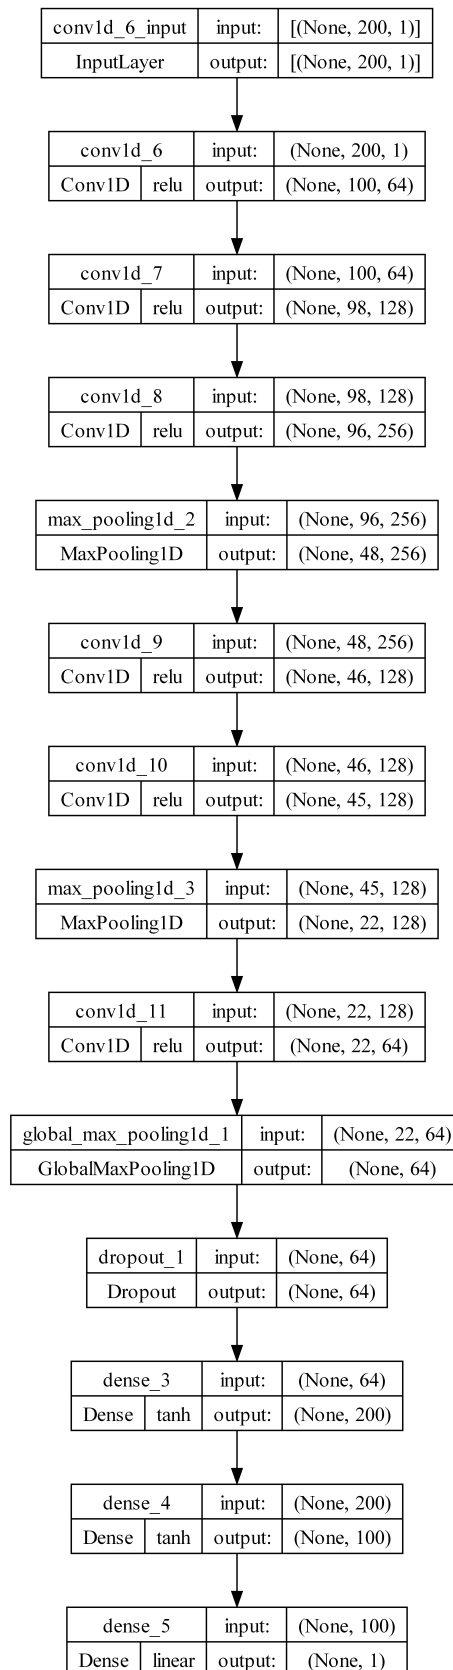 conv1d_6_input input: [(None, 200, 1)]
InputLayer output: [(None, 200, 1)]
conv1d_6 input: (None, 200, 1)
Conv1D relu output: (None, 100, 64)
conv1d_7 input: (None, 100, 64)
Conv1D relu output: (None, 98, 128)
conv1d_8 input: (None, 98, 128)
Conv1D relu output: (None, 96, 256)
max_pooling1d_2 input: (None, 96, 256)
MaxPooling1D output: (None, 48, 256)
conv1d_9 input: (None, 48, 256)
Conv1D relu output: (None, 46, 128)
conv1d_10 input: (None, 46, 128)
Conv1D relu output: (None, 45, 128)
max_pooling1d_3 input: (None, 45, 128)
MaxPooling1D output: (None, 22, 128)
conv1d_11 input: (None, 22, 128)
Conv1D relu output: (None, 22, 64)
global_max_pooling1d_1 input: (None, 22, 64)
GlobalMaxPooling1D output: (None, 64)
dropout_1 input: (None, 64)
Dropout output: (None, 64)
dense_3 input: (None, 64)
Dense tanh output: (None, 200)
dense_4 input: (None, 200)
Dense tanh output: (None, 100)
dense_5 input: (None, 100)
Dense linear output: (None, 1)